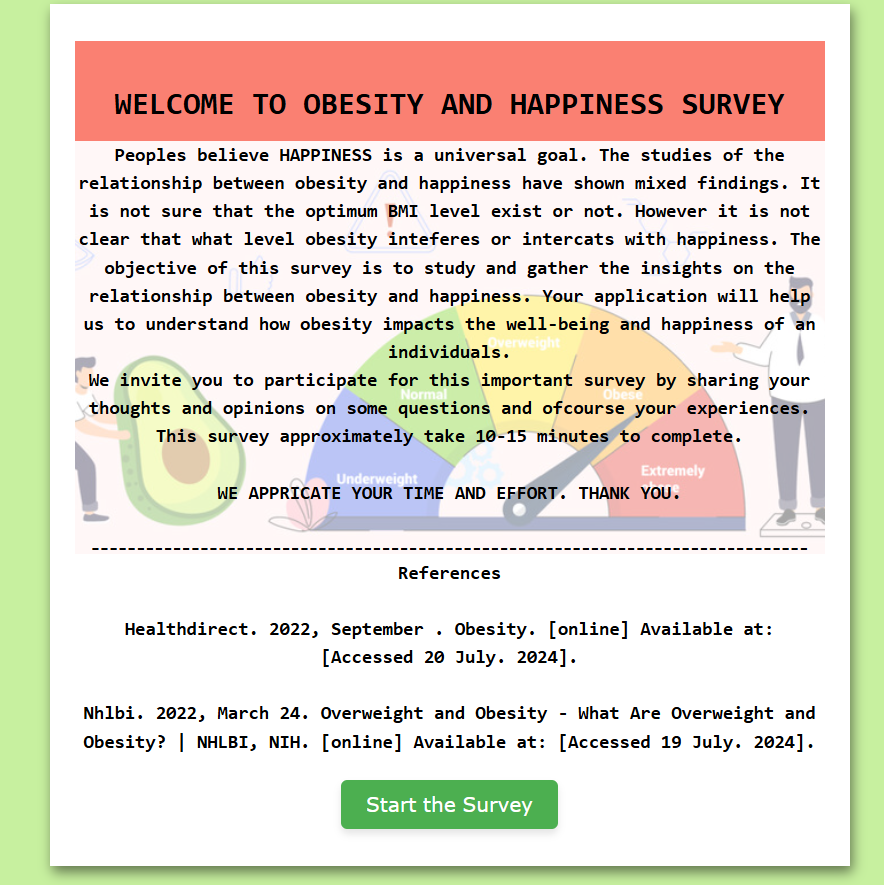 WELCOME TO OBESITY AND HAPPINESS SURVEY
Peoples believe HAPPINESS is a universal goal. The studies of the
relationship between obesity and happiness have shown mixed findings. It
is not sure that the optimum BMI level exist or not. However it is not
clear that what level obesity inteferes or intercats with happiness. The
objective of this survey is to study and gather the insights on the
relationship between obesity and happiness. Your application will help
us to understand how obesity impacts the well-being and happiness of an
individuals.
We invite you to participate for this important survey by sharing your
thoughts and opinions on some questions and ofcourse your experiences.
This survey approximately take 10-15 minutes to complete.
WE APPRICATE YOUR TIME AND EFFORT. THANK YOU.
Underweight
Normal
Overweight
Obese
Extremely
obese
References
Healthdirect. 2022, September . Obesity. [online] Available at:
[Accessed 20 July. 2024].
Nhlbi. 2022, March 24. Overweight and Obesity - What Are Overweight and
Obesity? | NHLBI, NIH. [online] Available at: [Accessed 19 July. 2024].
Start the Survey